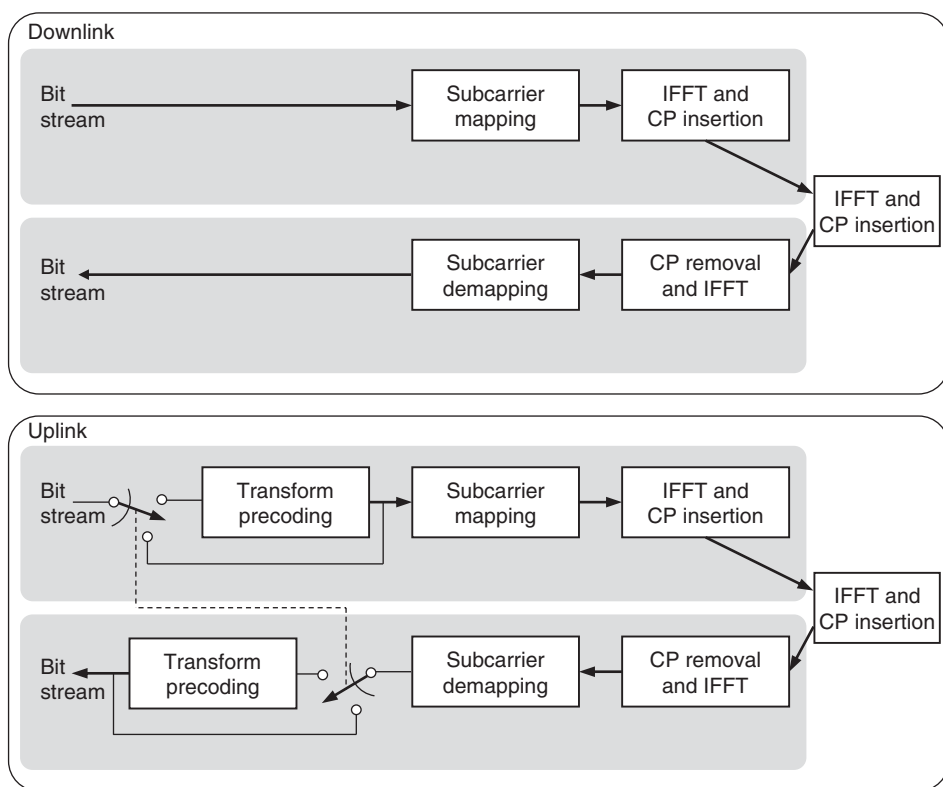 Downlink
Bit
stream
Subcarrier
mapping
IFFT and
CP insertion
IFFT and
CP insertion
Bit
stream
Subcarrier
demapping
CP removal
and IFFT
Uplink
Bit
stream
Transform
precoding
Subcarrier
mapping
IFFT and
CP insertion
IFFT and
CP insertion
Bit
stream
Transform
precoding
Subcarrier
demapping
CP removal
and IFFT